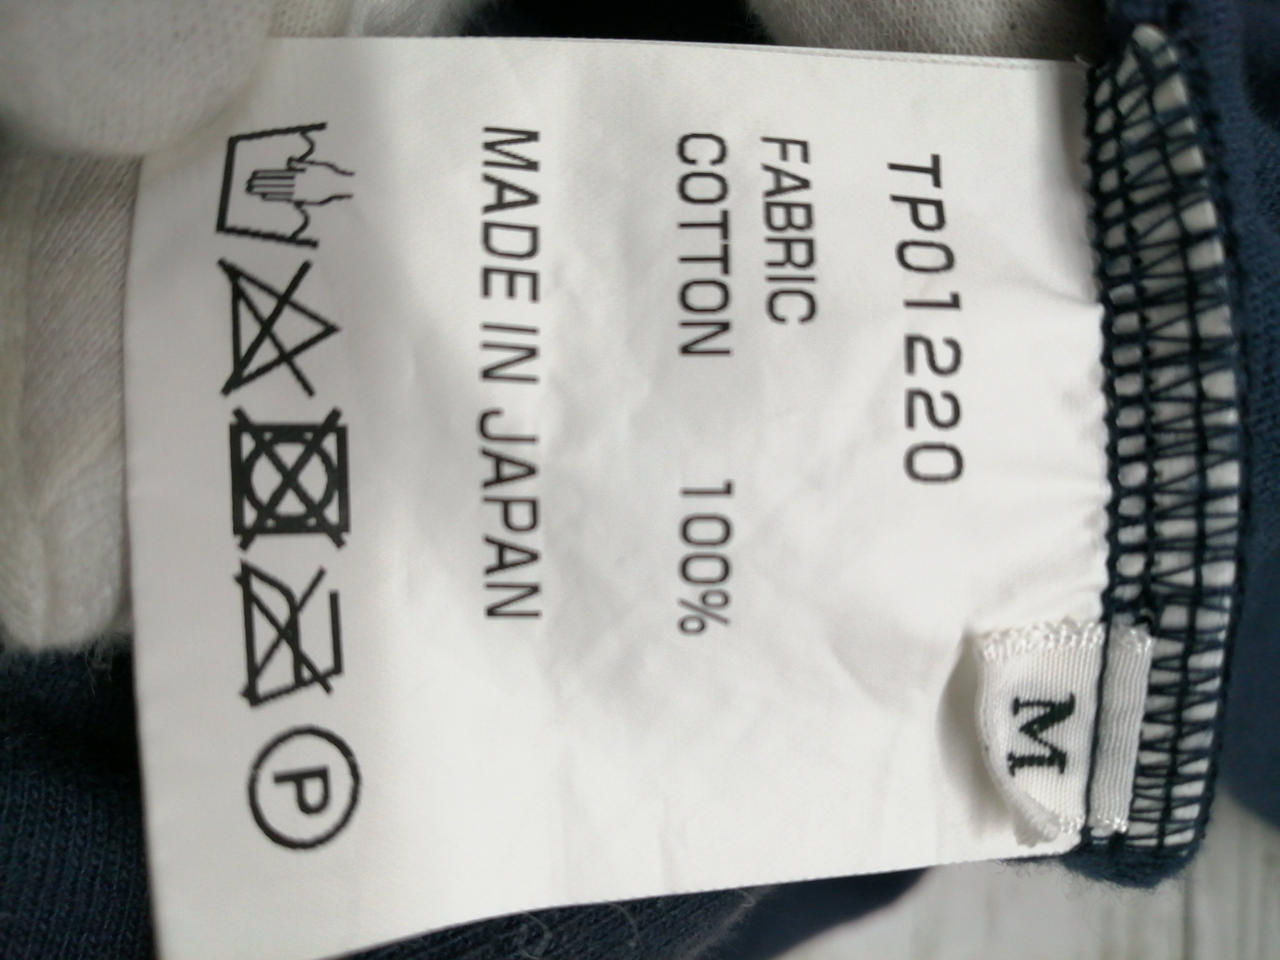 TP01220
FABRIC
COTTON 100%
MADE IN JAPAN
P
M